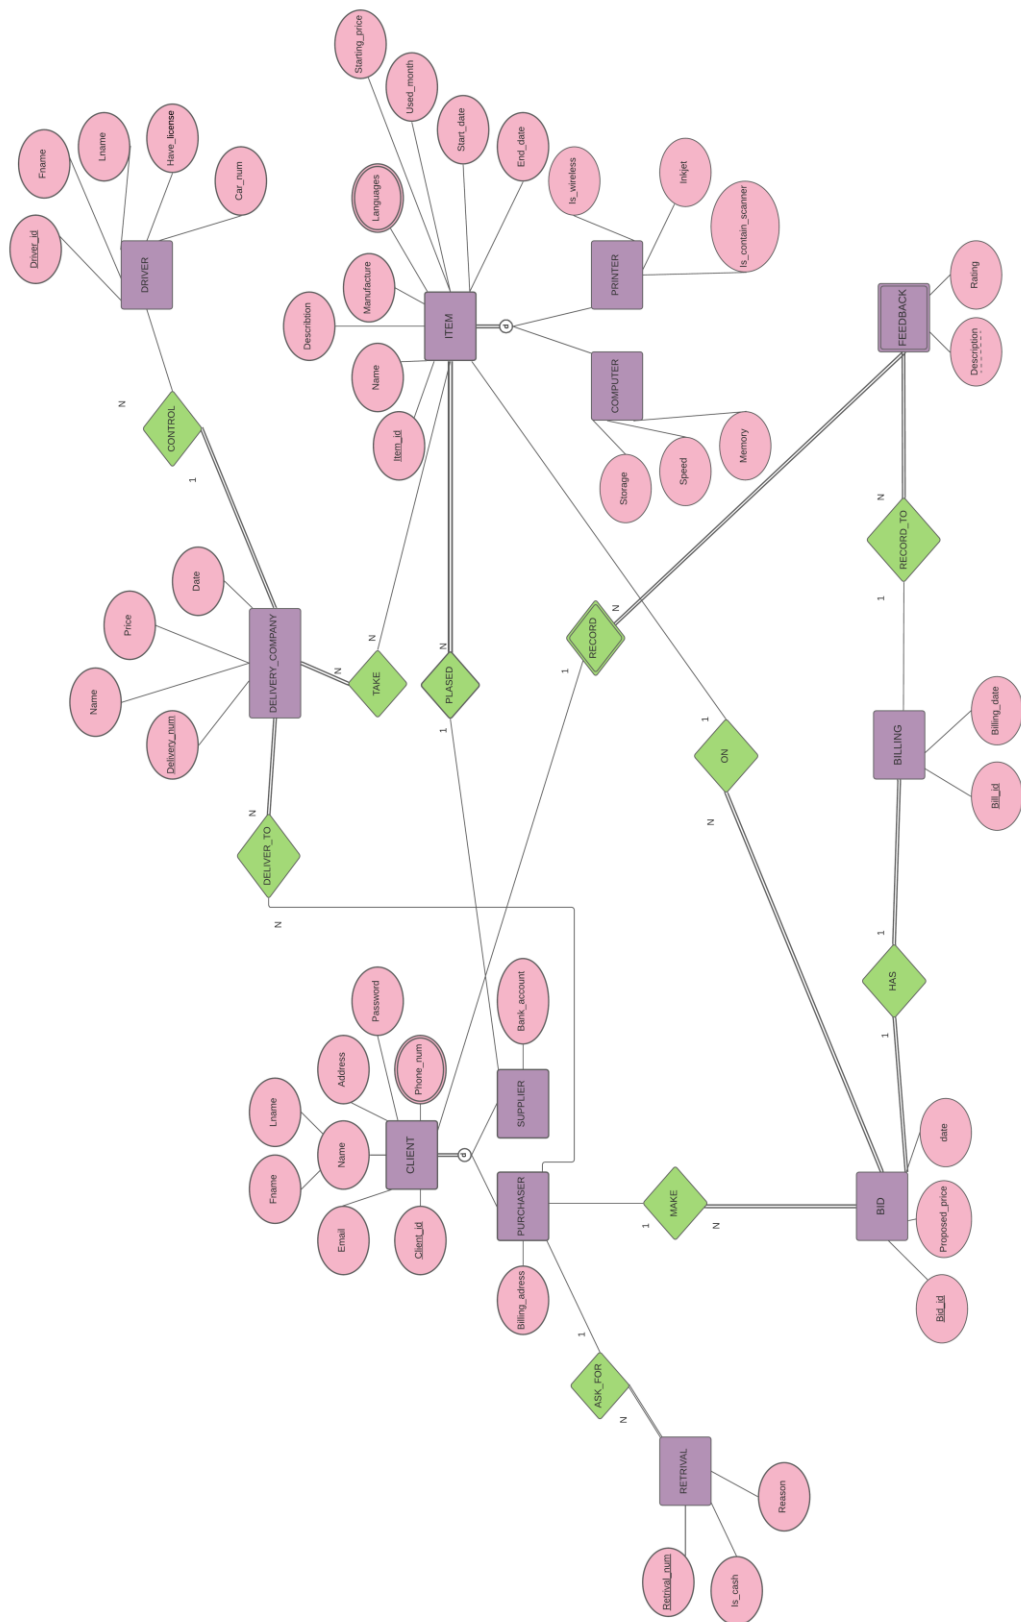 Fname
Lname
Email
Name
Address
Password
Client_id
CLIENT
Phone_num
d
Billing_adress
PURCHASER
SUPPLIER
Bank_account
Name
Price
Delivery_num
Date
DELIVERY_COMPANY
DELIVER_TO
N
N
Driver_id
Fname
Lname
Have_license
Car_num
DRIVER
N
CONTROL
1
N
TAKE
N
1
PLASED
N
Item_id
Name
Describtion
Manufacture
Languages
Starting_price
Used_month
Start_date
End_date
ITEM
d
COMPUTER
Storage
Speed
Memory
PRINTER
Is_wireless
Inkjet
Is_contain_scanner
1
ASK_FOR
N
RETRIVAL
Retrival_num
Is_cash
Reason
1
MAKE
N
1
RECORD
N
1
ON
N
BID
Bid_id
Proposed_price
date
1
HAS
1
BILLING
Bill_id
Billing_date
1
RECORD_TO
N
FEEDBACK
Description
Rating